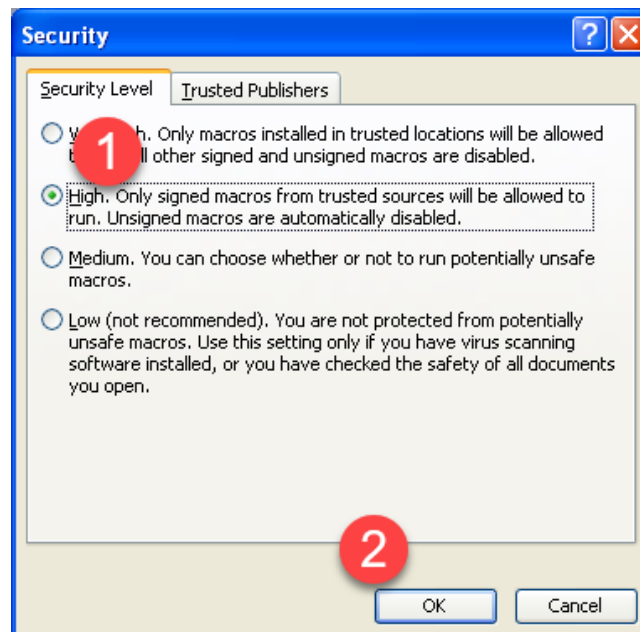 Security
Security Level Trusted Publishers
Only macros installed in trusted locations will be allowed
other signed and unsigned macros are disabled.
1
High. Only signed macros from trusted sources will be allowed to
run. Unsigned macros are automatically disabled.
Medium. You can choose whether or not to run potentially unsafe
macros.
Low (not recommended). You are not protected from potentially
unsafe macros. Use this setting only if you have virus scanning
software installed, or you have checked the safety of all documents
you open.
2
OK Cancel